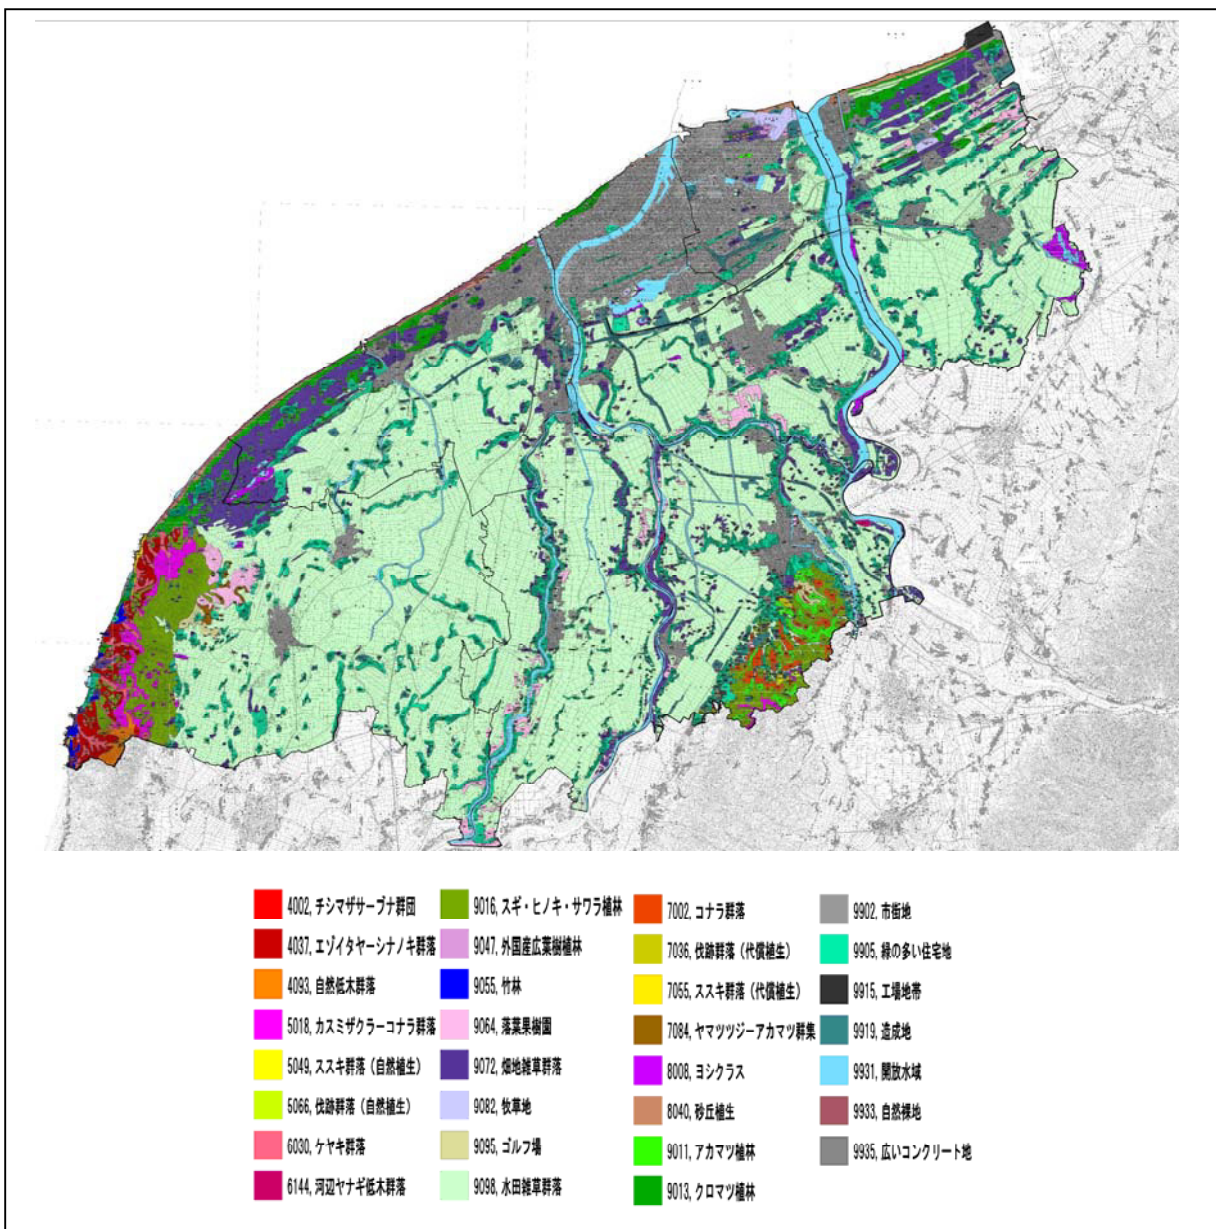 4002, チシマザサーブナ群団
4037, エゾイタヤーシナノキ群落
4093, 自然低木群落
5018, カスミザクラーコナラ群落
5049, ススキ群落（自然植生）
5066, 伐跡群落（自然植生）
6030, ケヤキ群落
6144, 河辺ヤナギ低木群落
9016, スギ・ヒノキ・サワラ植林
9047, 外国産広葉樹植林
9055, 竹林
9064, 落葉果樹園
9072, 畑地雑草群落
9082, 牧草地
9095, ゴルフ場
9098, 水田雑草群落
7002, コナラ群落
7036, 伐跡群落（代償植生）
7055, ススキ群落（代償植生）
7084, ヤマツツジーアカマツ群集
8008, ヨシクラス
8040, 砂丘植生
9011, アカマツ植林
9013, クロマツ植林
9902, 市街地
9905, 緑の多い住宅地
9915, 工場地帯
9919, 造成地
9931, 開放水域
9933, 自然裸地
9935, 広いコンクリート地